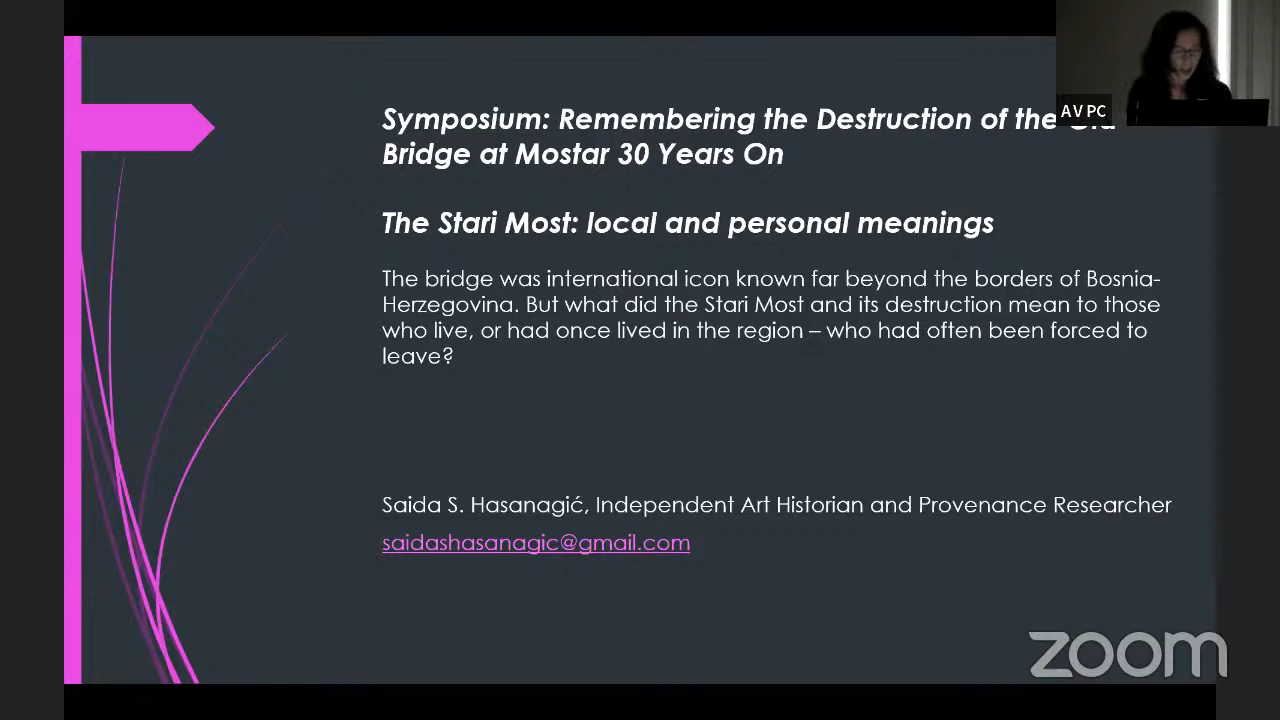 Symposium: Remembering the Destruction of the
Bridge at Mostar 30 Years On
The Stari Most: local and personal meanings
The bridge was international icon known far beyond the borders of Bosnia-
Herzegovina. But what did the Stari Most and its destruction mean to those
who live, or had once lived in the region – who had often been forced to
leave?
Saida S. Hasanagić, Independent Art Historian and Provenance Researcher
saidashasanagic@gmail.com
AV PC
zoom